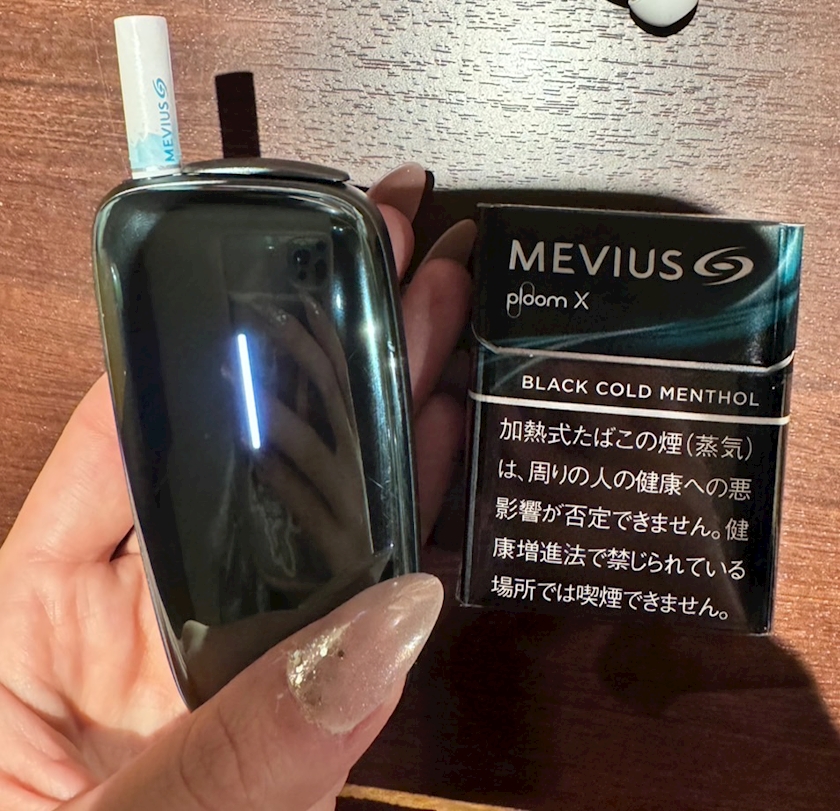 MEVIUS
MEVIUS
ploom X
BLACK COLD MENTHOL
加熱式たばこの煙(蒸気)
は、周りの人の健康への悪
影響が否定できません。健
康増進法で禁じられている
場所では喫煙できません。